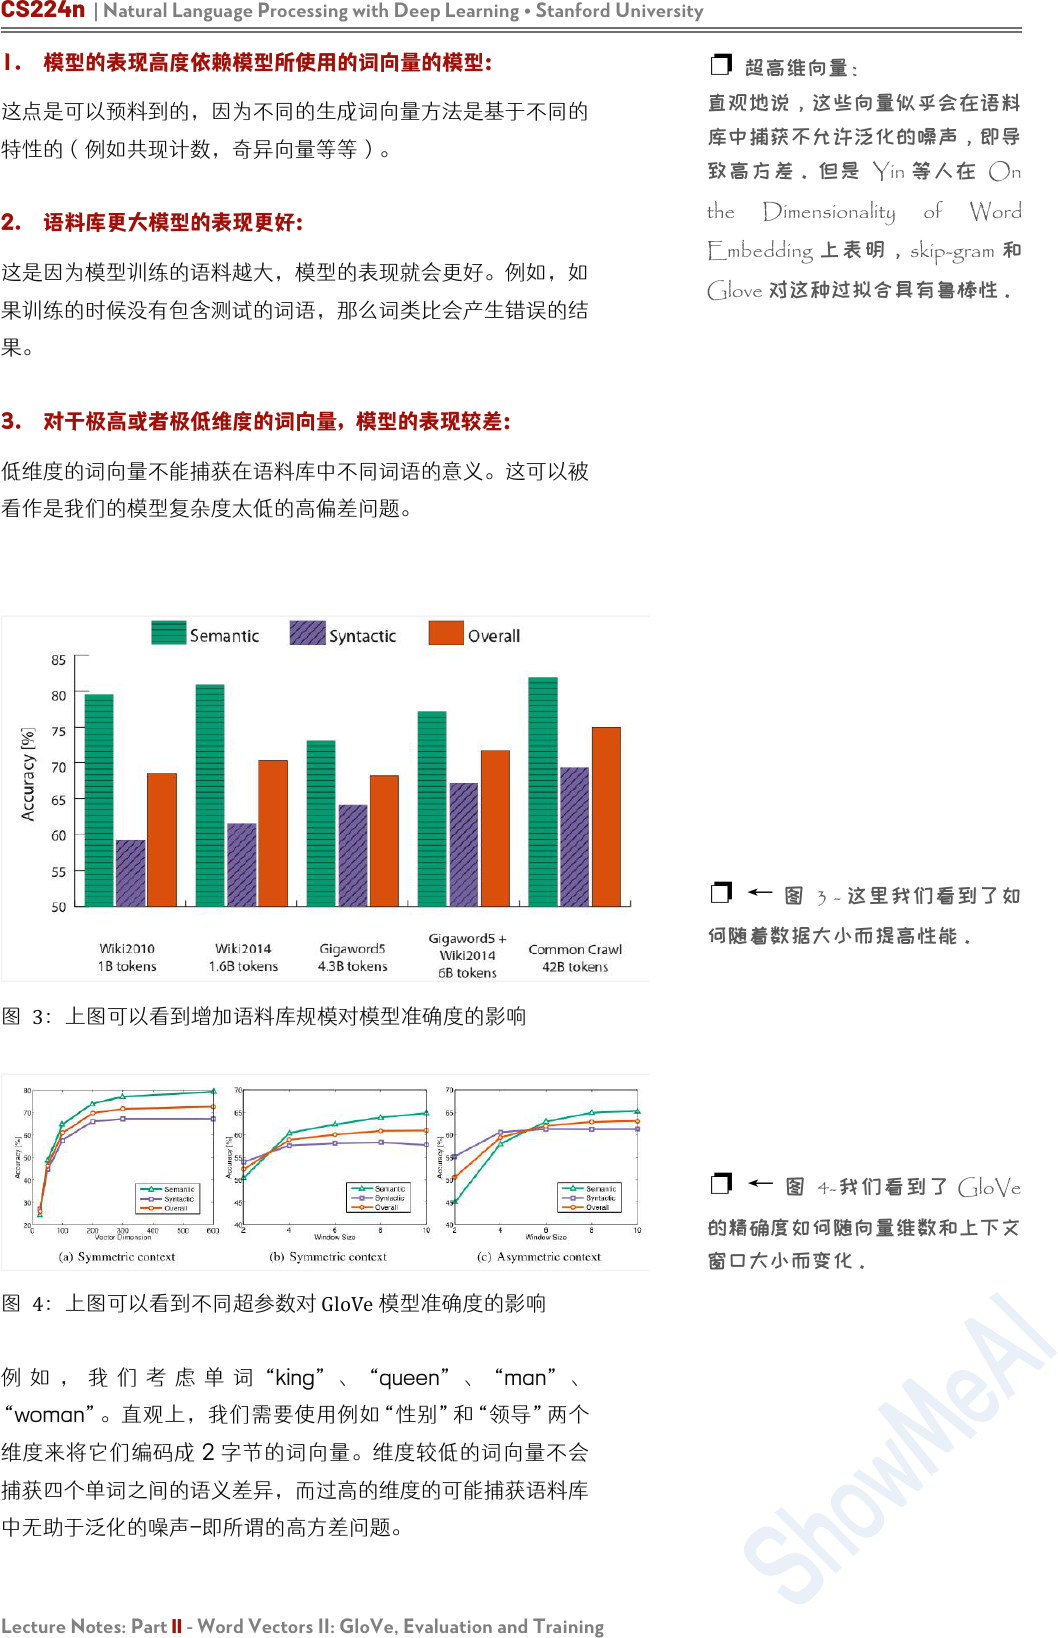 CS224n | Natural Language Processing with Deep Learning • Stanford University
1. 模型的表现高度依赖模型所使用的词向量的模型：
这点是可以预料到的，因为不同的生成词向量方法是基于不同的
特性的（例如共现计数，奇异向量等等）。
2. 语料库更大模型的表现更好：
这是因为模型训练的语料越大，模型的表现就会更好。例如，如
果训练的时候没有包含测试的词语，那么词类比会产生错误的结
果。
3. 对于极高或者极低维度的词向量，模型的表现较差：
低维度的词向量不能捕获在语料库中不同词语的意义。这可以被
看作是我们的模型复杂度太低的高偏差问题。
❐ 超高维向量：
直观地说，这些向量似乎会在语料
库中捕获不允许泛化的噪声，即导
致高方差．但是 Yin 等人在 On
the Dimensionality of Word
Embedding 上表明，skip-gram 和
Glove 对这种过拟合具有鲁棒性．
Semantic Syntactic Overall
Accuracy [%]
85
80
75
70
65
60
55
50
Wiki2010
1B tokens
Wiki2014
1.6B tokens
Gigaword5
4.3B tokens
Gigaword5 +
Wiki2014
6B tokens
Common Crawl
42B tokens
❐ ← 图 3 - 这里我们看到了如
何随着数据大小而提高性能．
图 3：上图可以看到增加语料库规模对模型准确度的影响
80
70
60
50
40
30
20
Accuracy [%]
0 100 200 300 400 500 600
Vector Dimension
Semantic
Syntactic
Overall
(a) Symmetric context
70
65
60
55
50
45
40
Accuracy [%]
2 4 6 8 10
Window Size
Semantic
Syntactic
Overall
(b) Symmetric context
70
65
60
55
50
45
40
Accuracy [%]
2 4 6 8 10
Window Size
Semantic
Syntactic
Overall
(c) Asymmetric context
❐ ← 图 4-我们看到了 GloVe
的精确度如何随向量维数和上下文
窗口大小而变化．
图 4：上图可以看到不同超参数对 GloVe 模型准确度的影响
例如，我们考虑单词“king”、“queen”、“man”、
“woman”。直观上，我们需要使用例如“性别”和“领导”两个
维度来将它们编码成 2 字节的词向量。维度较低的词向量不会
捕获四个单词之间的语义差异，而过高的维度的可能捕获语料库
中无助于泛化的噪声-即所谓的高方差问题。
ShowMeAI
Lecture Notes: Part II - Word Vectors II: GloVe, Evaluation and Training